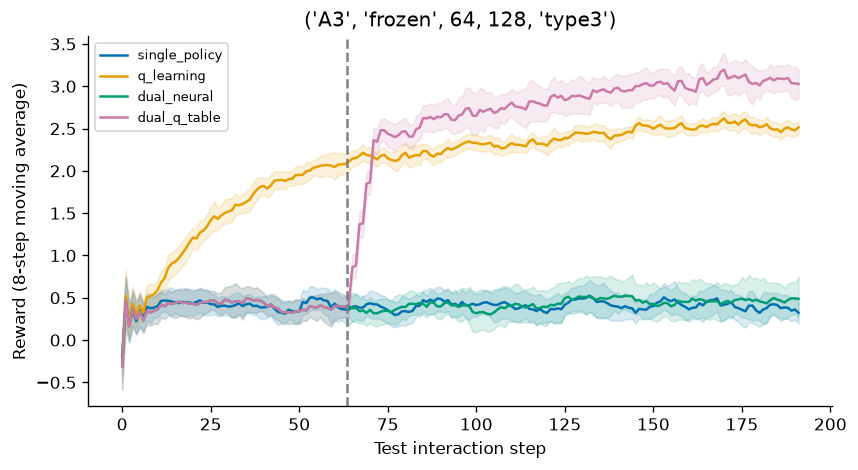 ('A3', 'frozen', 64, 128, 'type3')
3.5
3.0
2.5
2.0
1.5
1.0
0.5
0.0
−0.5
Reward (8-step moving average)
single_policy
q_learning
dual_neural
dual_q_table
0 25 50 75 100 125 150 175 200
Test interaction step